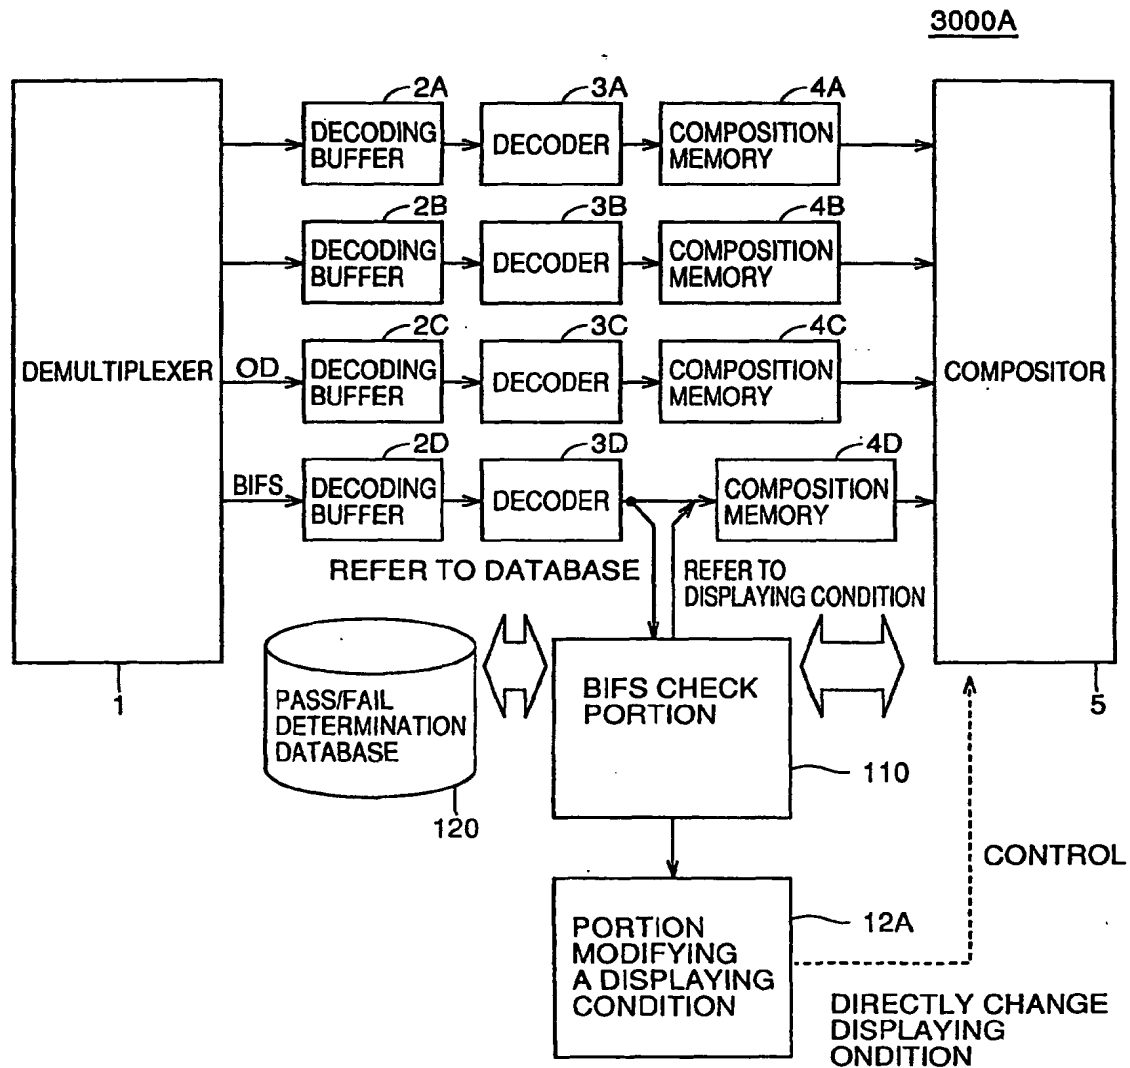 3000A
2A
3A
4A
DECODING
BUFFER
DECODER
COMPOSITION
MEMORY
2B
3B
4B
DECODING
BUFFER
DECODER
COMPOSITION
MEMORY
2C
3C
4C
DEMULTIPLEXER
OD
DECODING
BUFFER
DECODER
COMPOSITION
MEMORY
COMPOSITOR
2D
3D
4D
BIFS
DECODING
BUFFER
DECODER
COMPOSITION
MEMORY
REFER TO DATABASE
REFER TO
DISPLAYING CONDITION
1
5
PASS/FAIL
DETERMINATION
DATABASE
BIFS CHECK
PORTION
110
120
CONTROL
PORTION
MODIFYING
A DISPLAYING
CONDITION
12A
DIRECTLY CHANGE
DISPLAYING
ONDITION